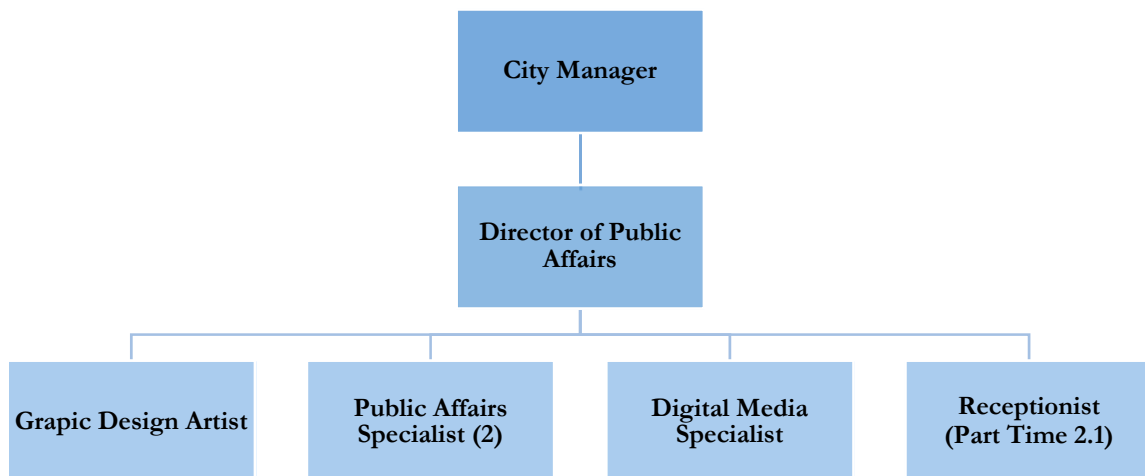 City Manager
Director of Public
Affairs
Grapic Design Artist
Public Affairs
Specialist (2)
Digital Media
Specialist
Receptionist
(Part Time 2.1)